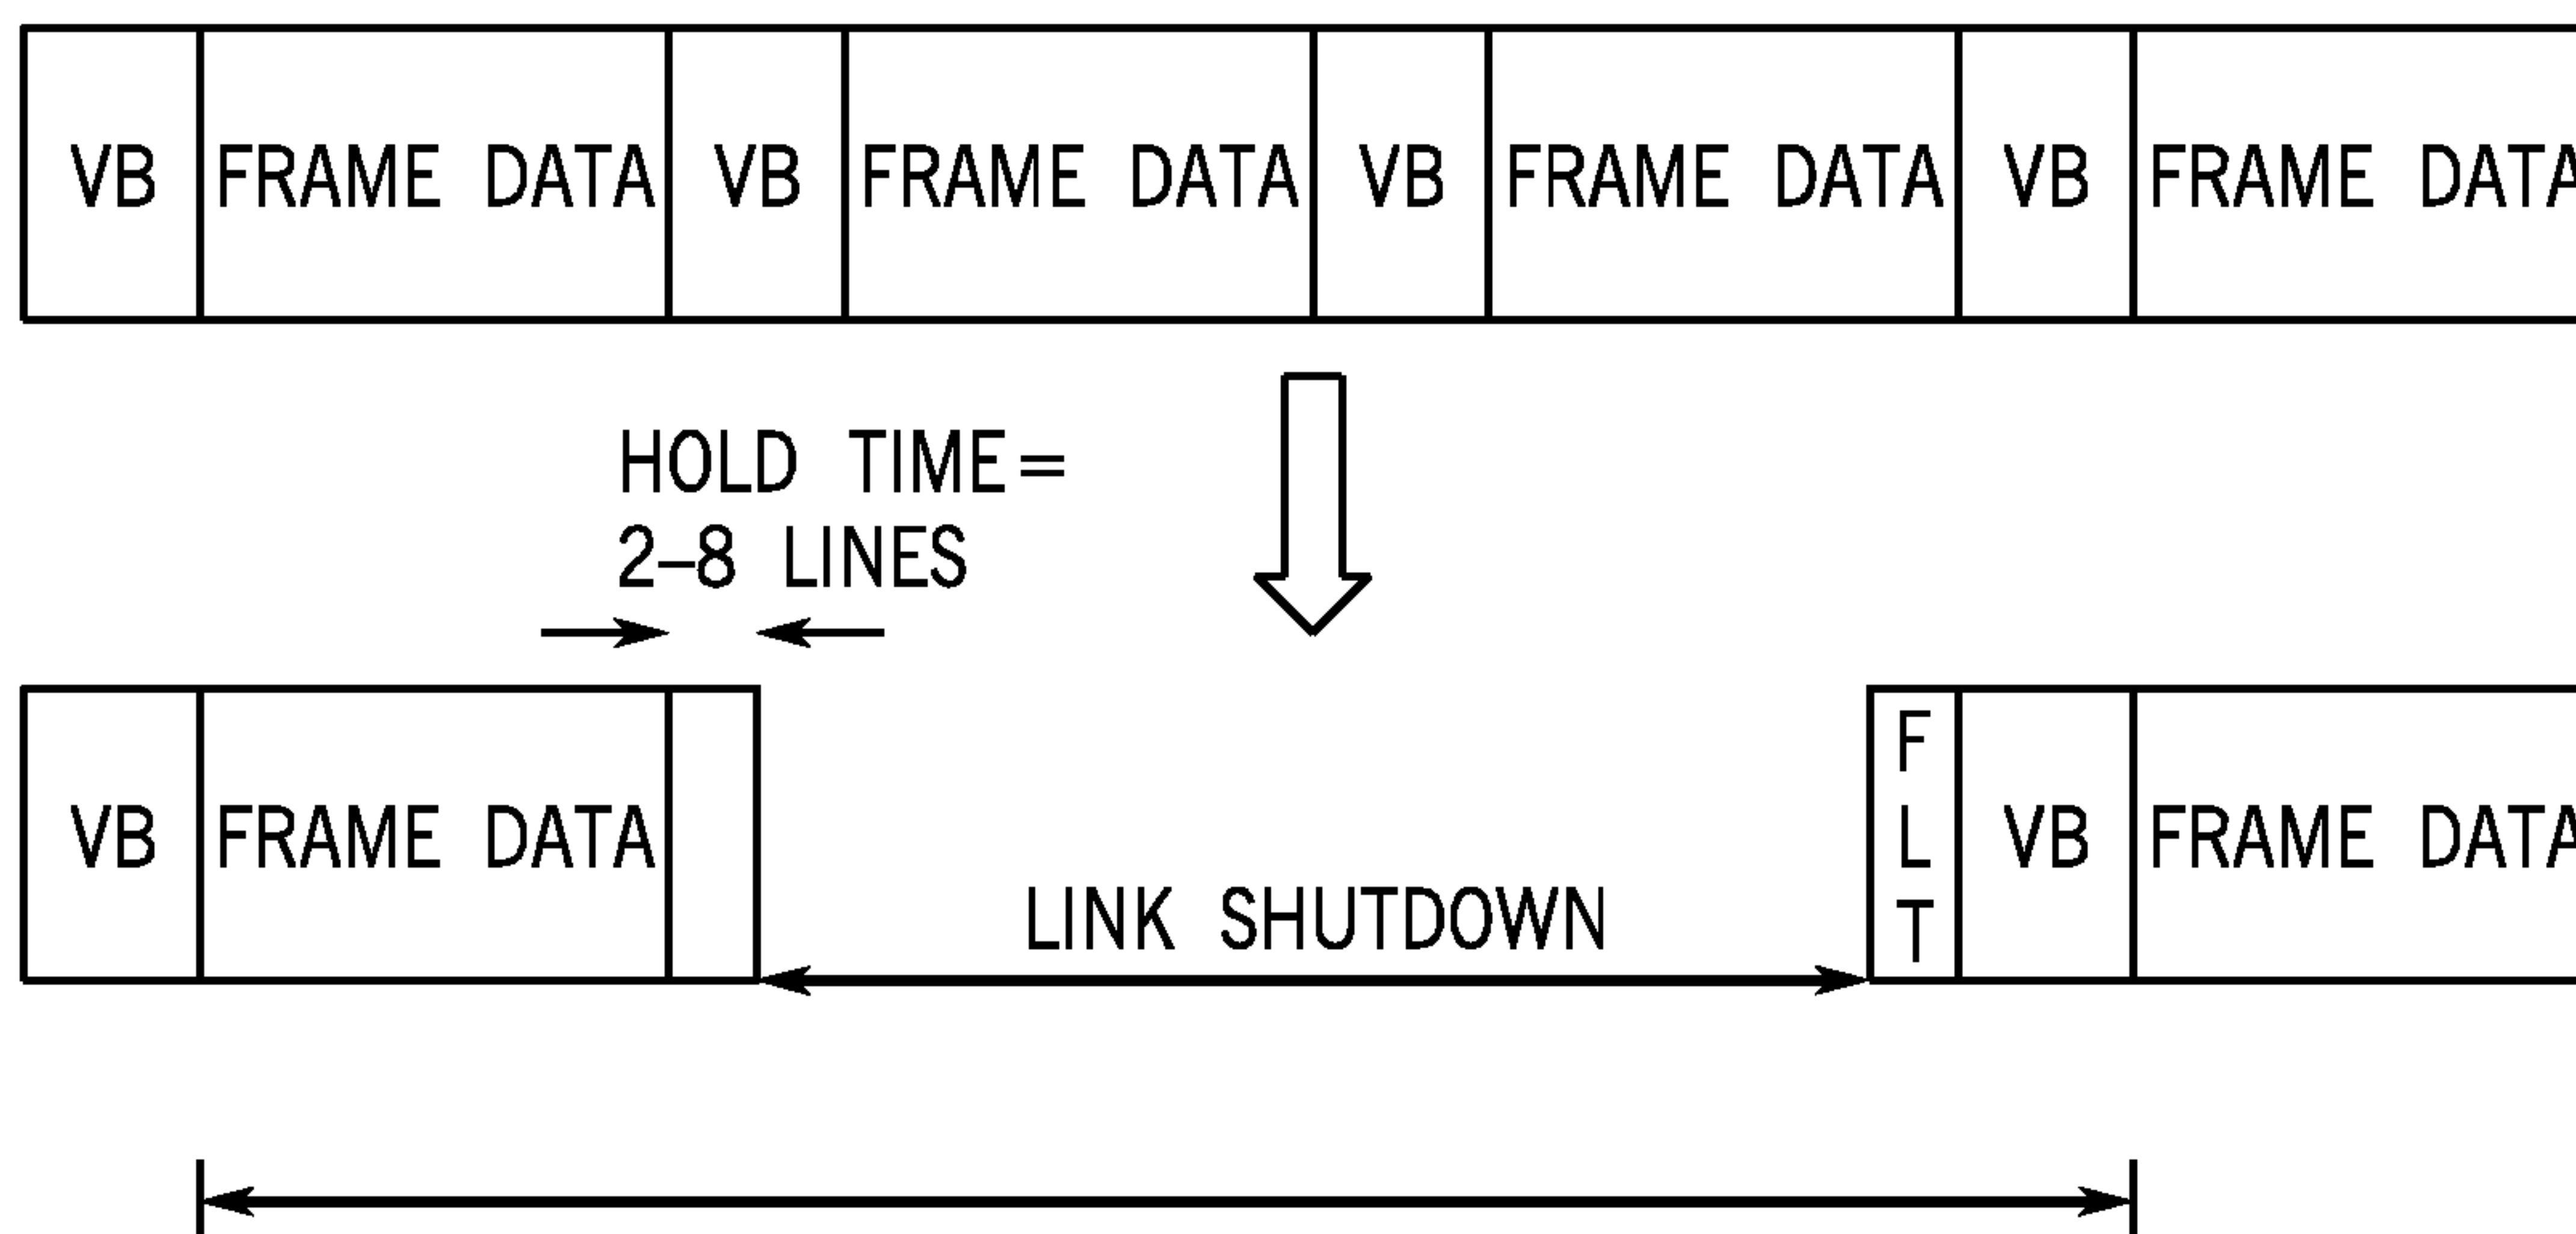 VB FRAME DATA VB FRAME DATA VB FRAME DATA VB FRAME DATA
HOLD TIME=
2–8 LINES
VB FRAME DATA
LINK SHUTDOWN
F
L
T
VB FRAME DATA